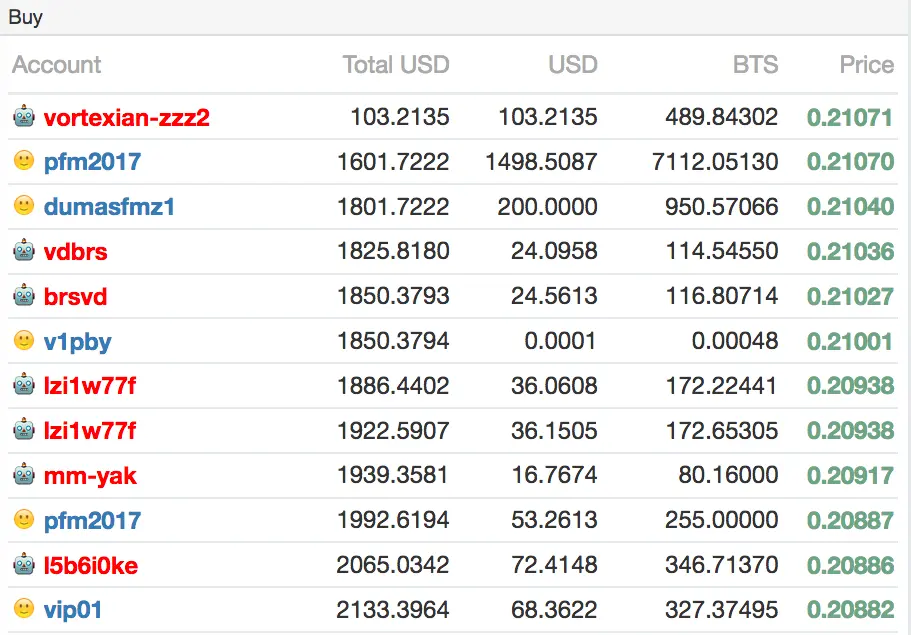 Buy
Account Total USD USD BTS Price
vortexian-zzz2 103.2135 103.2135 489.84302 0.21071
pfm2017 1601.7222 1498.5087 7112.05130 0.21070
dumasfmz1 1801.7222 200.0000 950.57066 0.21040
vdbrs 1825.8180 24.0958 114.54550 0.21036
brsvd 1850.3793 24.5613 116.80714 0.21027
v1pby 1850.3794 0.0001 0.00048 0.21001
lzi1w77f 1886.4402 36.0608 172.22441 0.20938
lzi1w77f 1922.5907 36.1505 172.65305 0.20938
mm-yak 1939.3581 16.7674 80.16000 0.20917
pfm2017 1992.6194 53.2613 255.00000 0.20887
l5b6i0ke 2065.0342 72.4148 346.71370 0.20886
vip01 2133.3964 68.3622 327.37495 0.20882